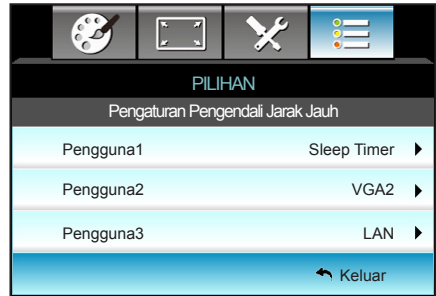 PILIHAN
Pengaturan Pengendali Jarak Jauh
Pengguna1 Sleep Timer
Pengguna2 VGA2
Pengguna3 LAN
Keluar